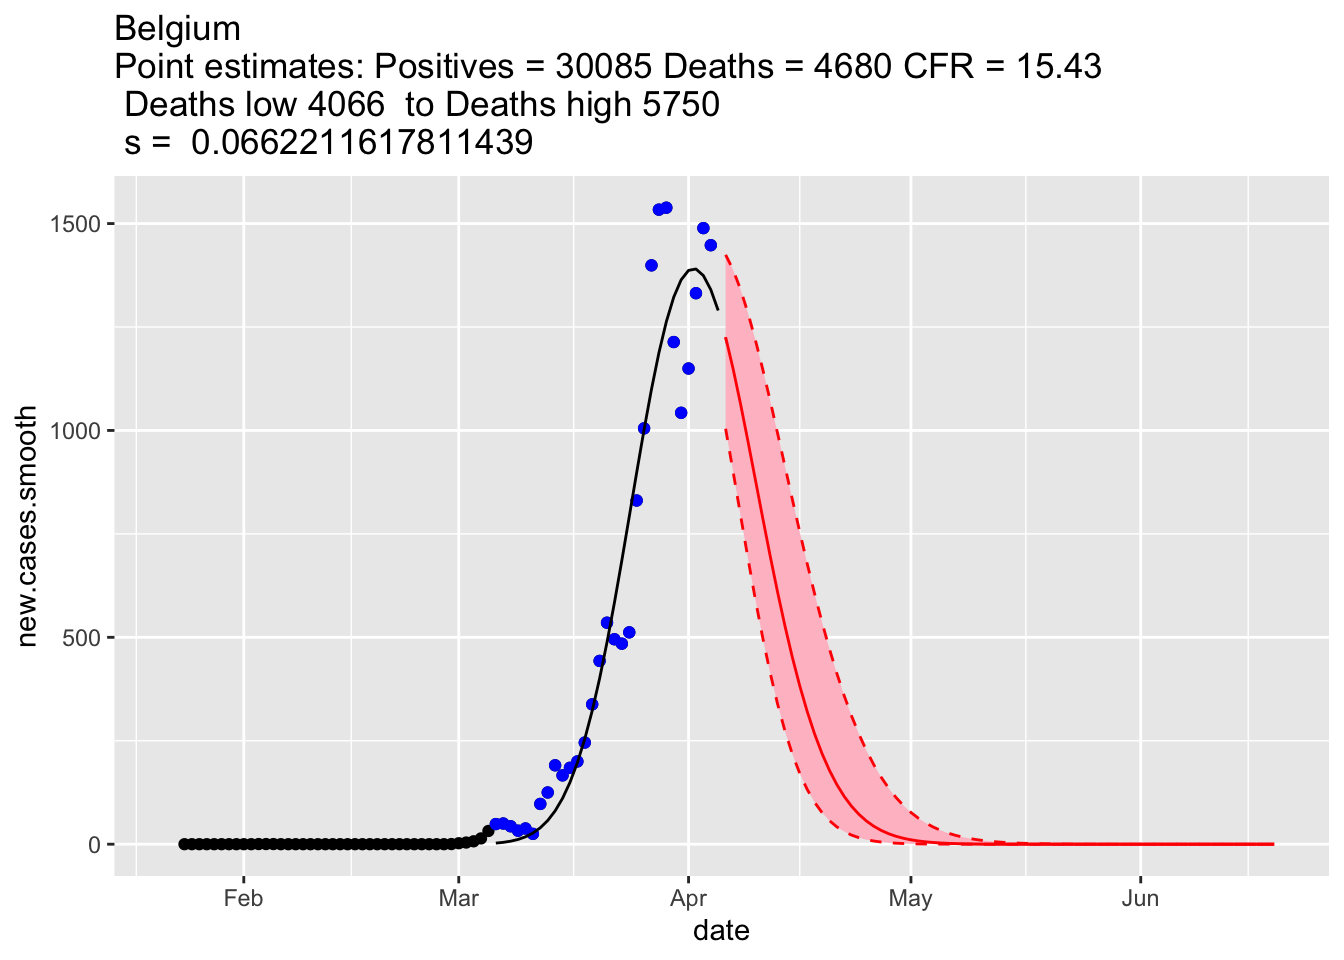 Belgium
Point estimates: Positives = 30085 Deaths = 4680 CFR = 15.43
Deaths low 4066  to Deaths high 5750
s =  0.0662211617811439
1500
1000
500
0
new.cases.smooth
Feb
Mar
Apr
May
Jun
date